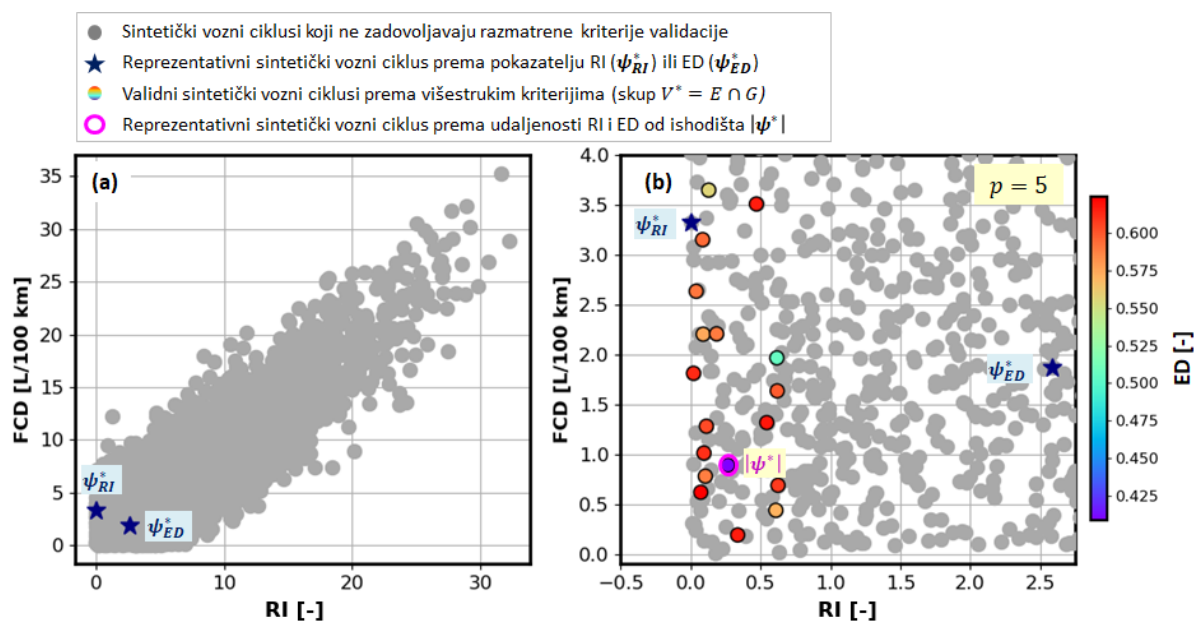 Sintetički vozni ciklusi koji ne zadovoljavaju razmatrene kriterije validacije
Reprezentativni sintetički vozni ciklus prema pokazatelju RI (ψ*RI) ili ED (ψ*ED)
Validni sintetički vozni ciklusi prema višestrukim kriterijima (skup V* = E ∩ G)
Reprezentativni sintetički vozni ciklus prema udaljenosti RI i ED od ishodišta |ψ*|
(a)
FCD [L/100 km]
35
30
25
20
15
10
5
0
ψ*RI
ψ*ED
0 10 20 30
RI [-]
(b)
p = 5
FCD [L/100 km]
4.0
3.5
3.0
2.5
2.0
1.5
1.0
0.5
0.0
ψ*RI
ψ*ED
|ψ*|
−0.5 0.0 0.5 1.0 1.5 2.0 2.5
RI [-]
0.600
0.575
0.550
0.525
0.500
0.475
0.450
0.425
ED [-]